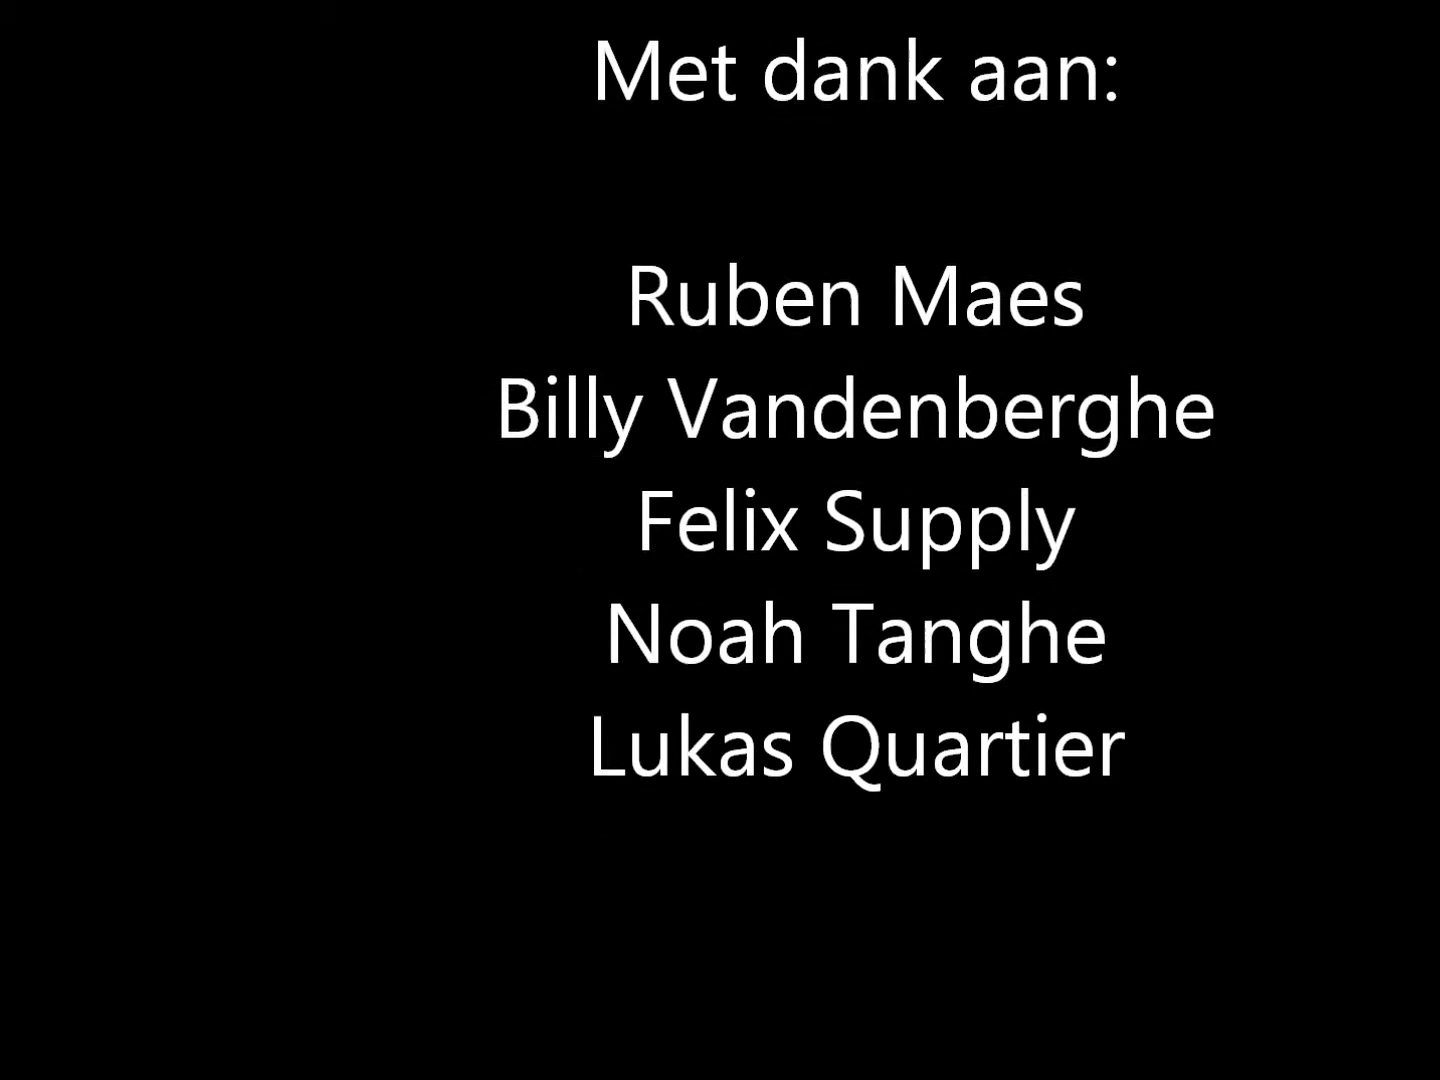 Met dank aan:
Ruben Maes
Billy Vandenberghe
Felix Supply
Noah Tanghe
Lukas Quartier